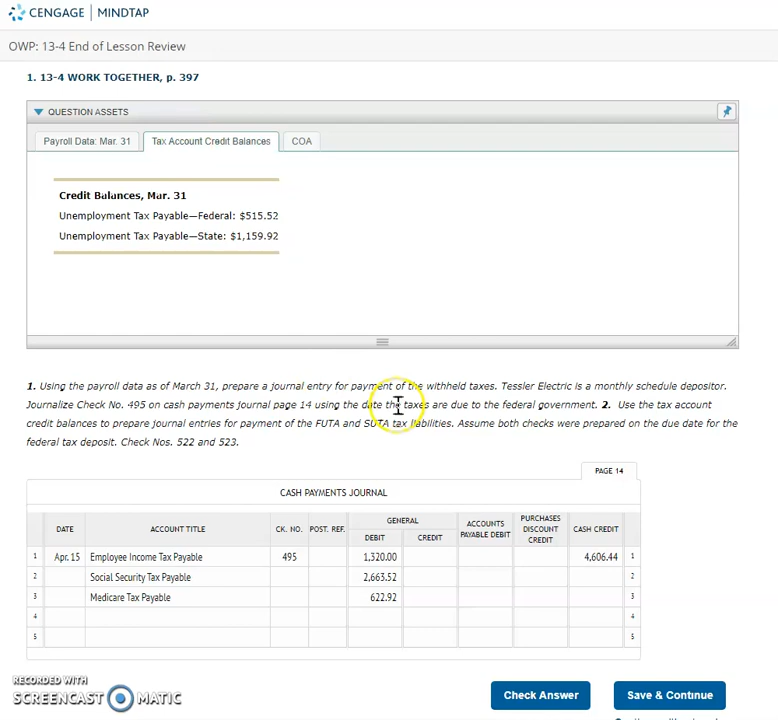 CENGAGE | MINDTAP
OWP: 13-4 End of Lesson Review
1. 13-4 WORK TOGETHER, p. 397
QUESTION ASSETS
Payroll Data: Mar. 31 Tax Account Credit Balances COA
Credit Balances, Mar. 31
Unemployment Tax Payable—Federal: $515.52
Unemployment Tax Payable—State: $1,159.92
1. Using the payroll data as of March 31, prepare a journal entry for payment of the withheld taxes. Tessler Electric is a monthly schedule depositor.
Journalize Check No. 495 on cash payments journal page 14 using the date the taxes are due to the federal government. 2. Use the tax account
credit balances to prepare journal entries for payment of the FUTA and SUTA tax liabilities. Assume both checks were prepared on the due date for the
federal tax deposit. Check Nos. 522 and 523.
PAGE 14
CASH PAYMENTS JOURNAL
DATE ACCOUNT TITLE CK. NO. POST. REF. GENERAL DEBIT CREDIT ACCOUNTS PAYABLE DEBIT PURCHASES DISCOUNT CREDIT CASH CREDIT
1 Apr. 15 Employee Income Tax Payable 495 1,320.00 4,606.44 1
2 Social Security Tax Payable 2,663.52 2
3 Medicare Tax Payable 622.92 3
4 4
5 5
RECORDED WITH
SCREENCAST MATIC
Check Answer Save & Continue